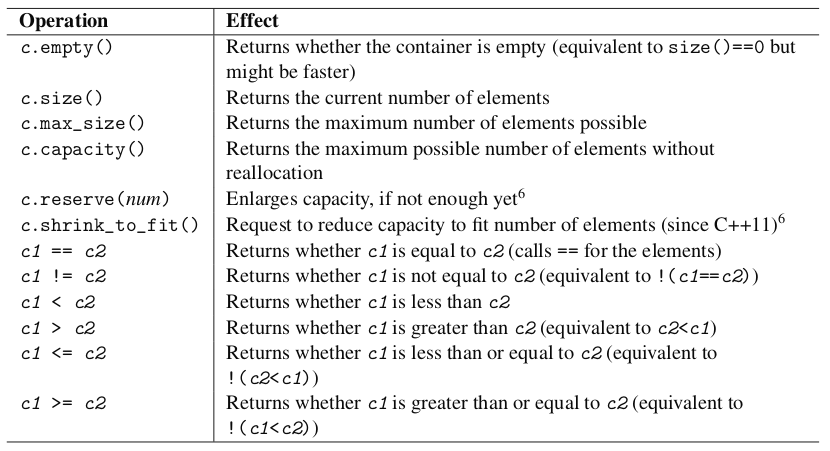 Operation Effect
c.empty() Returns whether the container is empty (equivalent to size()==0 but
might be faster)
c.size() Returns the current number of elements
c.max_size() Returns the maximum number of elements possible
c.capacity() Returns the maximum possible number of elements without
reallocation
c.reserve(num) Enlarges capacity, if not enough yet6
c.shrink_to_fit() Request to reduce capacity to fit number of elements (since C++11)6
c1 == c2 Returns whether c1 is equal to c2 (calls == for the elements)
c1 != c2 Returns whether c1 is not equal to c2 (equivalent to !(c1==c2))
c1 < c2 Returns whether c1 is less than c2
c1 > c2 Returns whether c1 is greater than c2 (equivalent to c2<c1)
c1 <= c2 Returns whether c1 is less than or equal to c2 (equivalent to
!(c2<c1))
c1 >= c2 Returns whether c1 is greater than or equal to c2 (equivalent to
!(c1<c2))